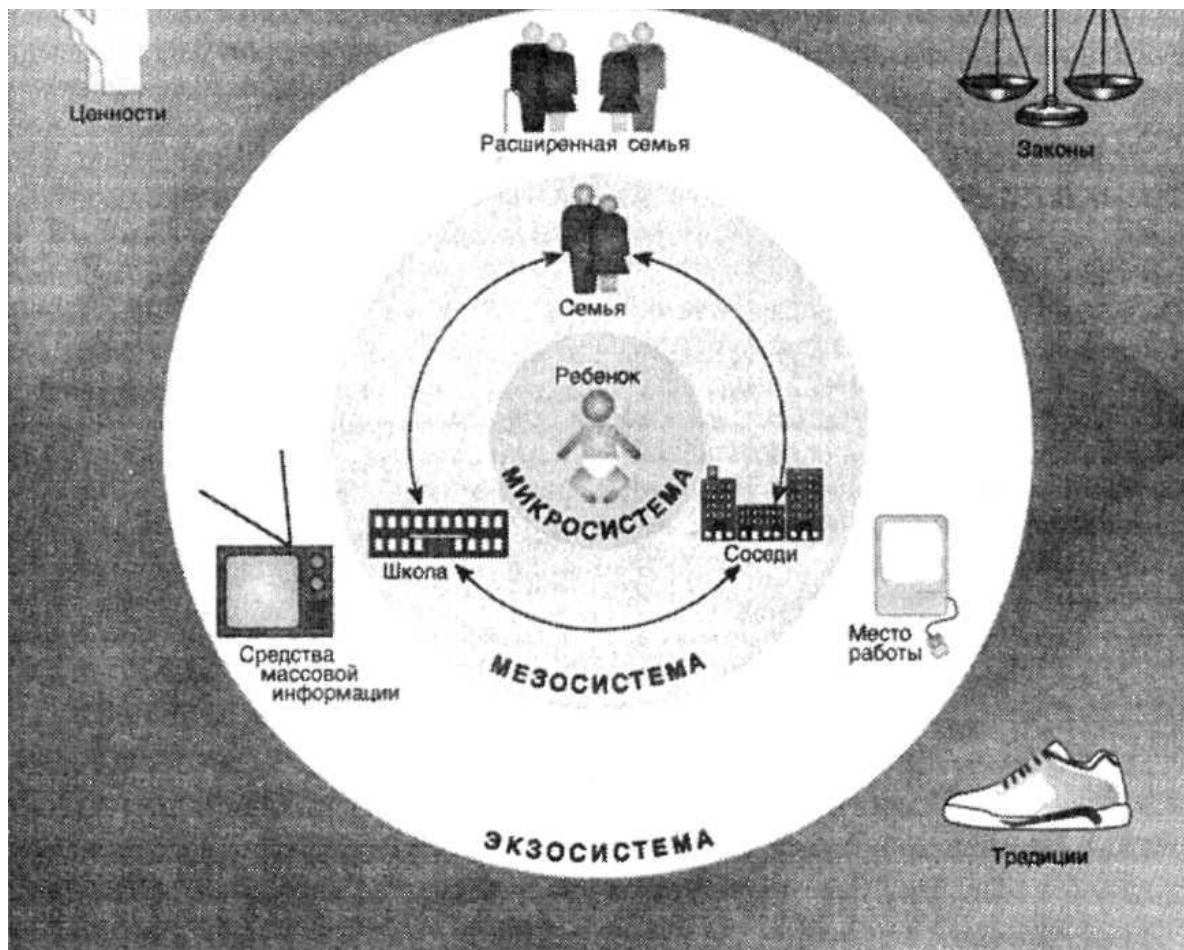 Ценности
Расширенная семья
Законы
Семья
Ребенок
МИКРОСИСТЕМА
Школа
Соседи
Средства
массовой
информации
Место
работы
МЕЗОСИСТЕМА
ЭКЗОСИСТЕМА
Традиции